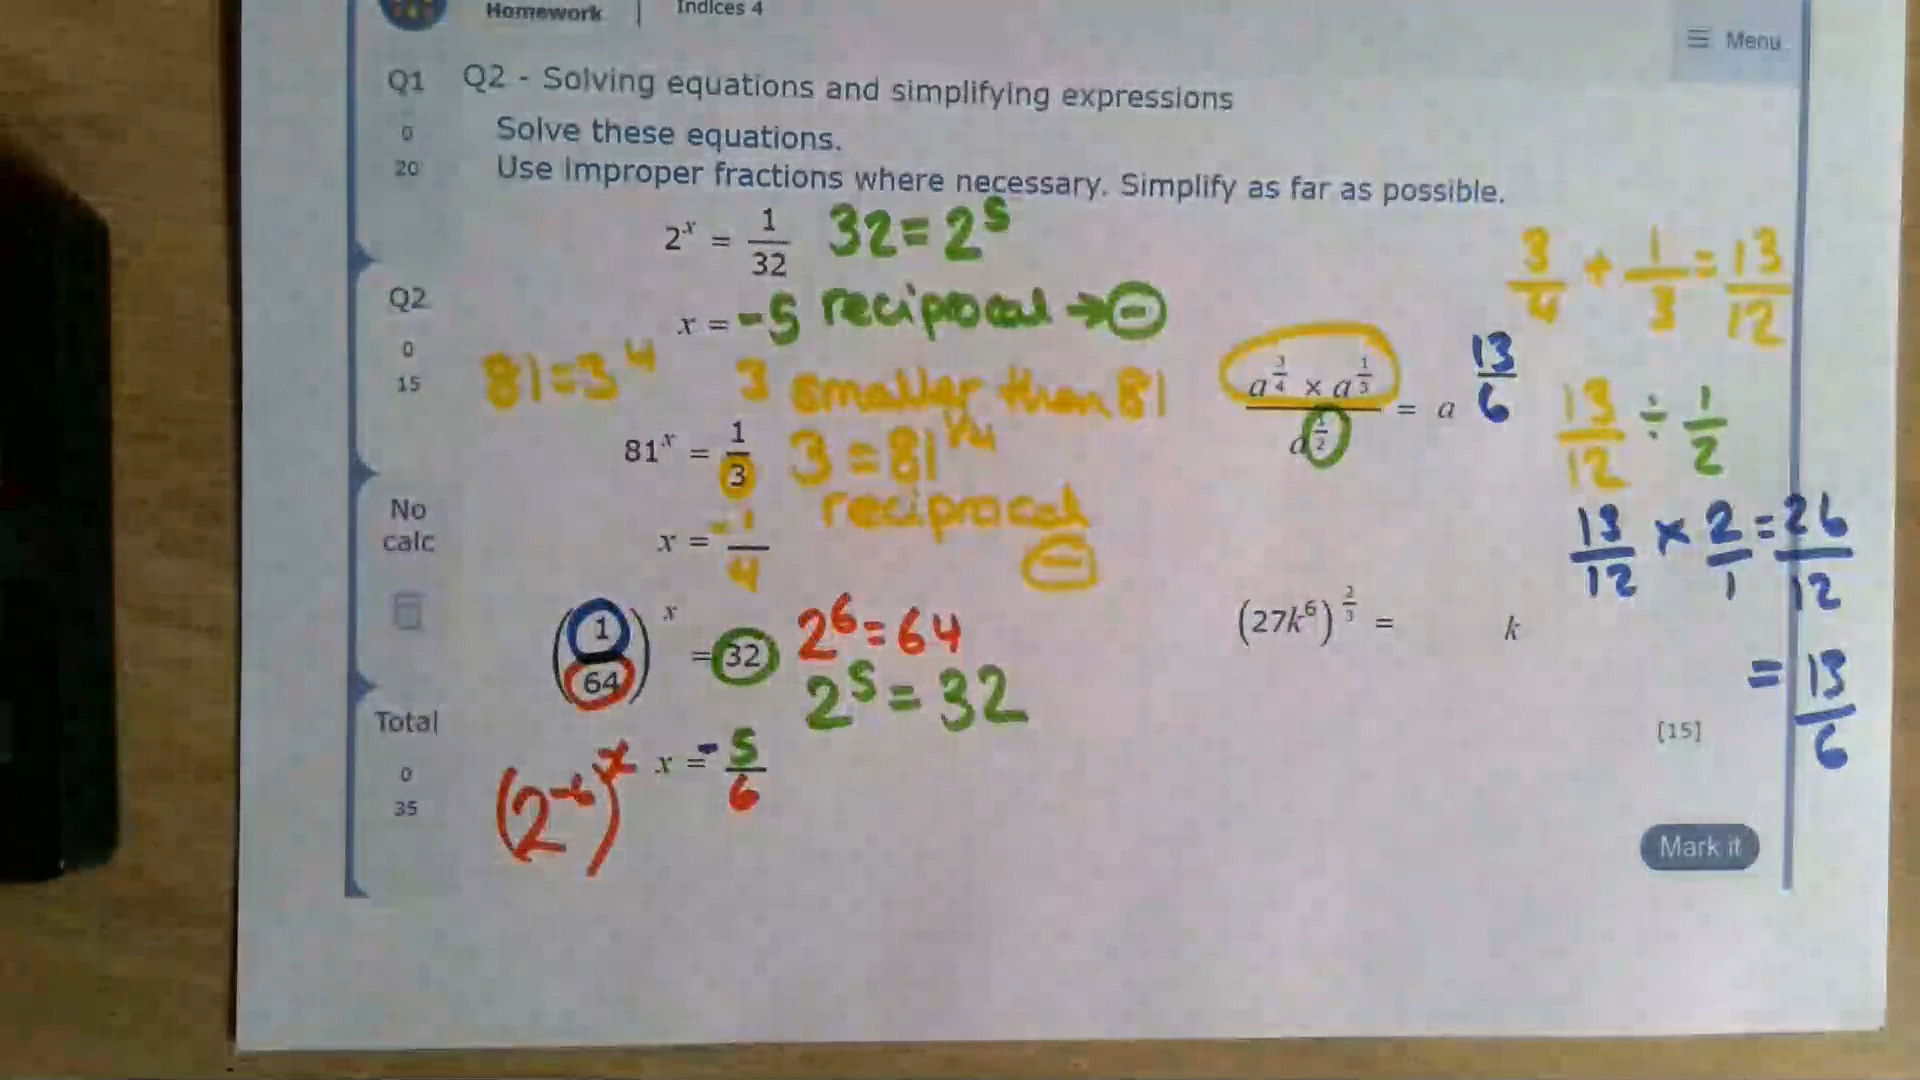 Homework | Indices 4
Menu
Q1
0
20
Q2
0
15
No
calc
Total
0
35
Q2 - Solving equations and simplifying expressions
Solve these equations.
Use improper fractions where necessary. Simplify as far as possible.
2^x = 1/32 32 = 2^5
x = -5 reciprocal → -
81 = 3^4 3 smaller than 81
81^x = 1/3 3 = 81^1/4
reciprocal
x = -1/4 -
(1/64)^x = 32 2^6 = 64
2^5 = 32
(2^-6)^x x = -5/6
3/4 + 1/3 = 13/12
a^3/4 × a^1/3 / a^1/2 = a 13/6
13/12 ÷ 1/2
13/12 × 2/1 = 26/12
= 13/6
(27k^6)^2/3 = k
[15]
Mark it